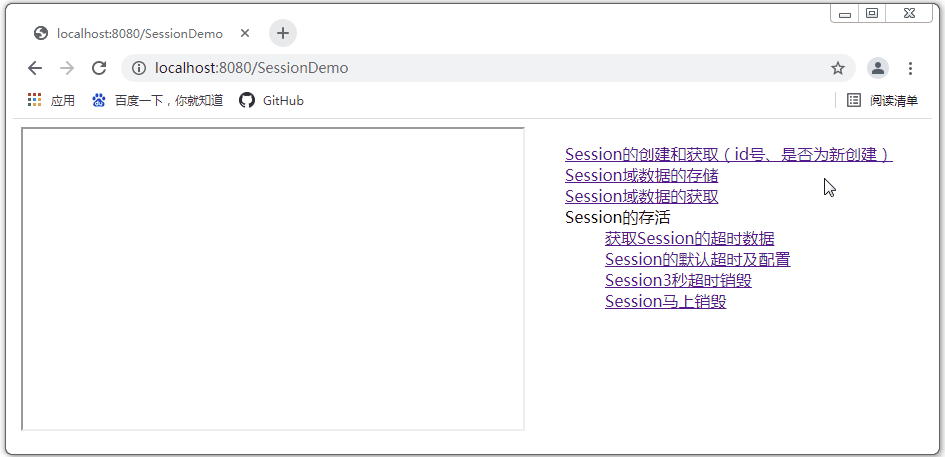 localhost:8080/SessionDemo
localhost:8080/SessionDemo
应用 百度一下，你就知道 GitHub 阅读清单
Session的创建和获取（id号、是否为新创建）
Session域数据的存储
Session域数据的获取
Session的存活
获取Session的超时数据
Session的默认超时及配置
Session3秒超时销毁
Session马上销毁